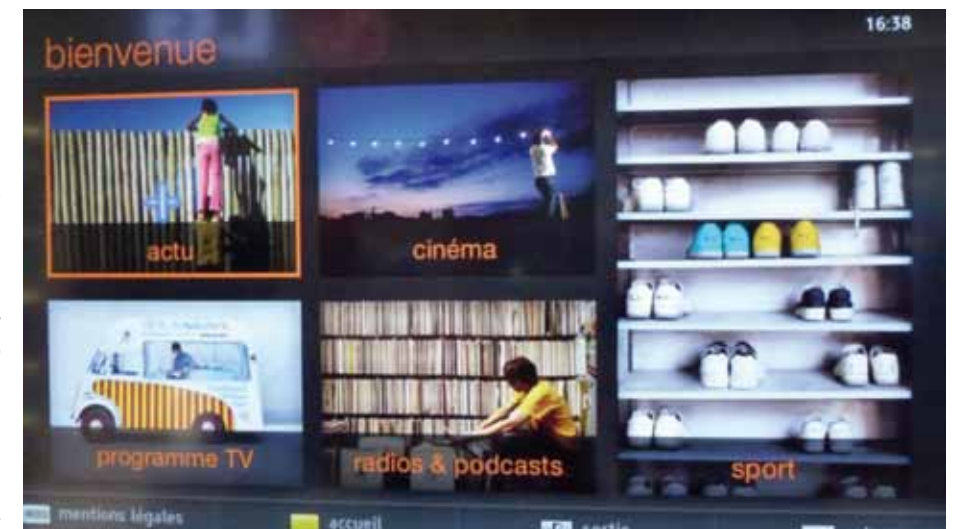 16:38
bienvenue
actu
cinéma
programme TV
radios & podcasts
sport
mentions légales
accueil
sortie